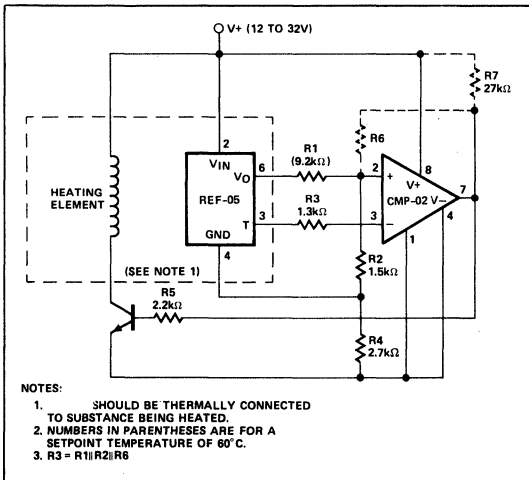 V+ (12 TO 32V)
R7
27kΩ
R6
2
8
VIN
6
R1
(9.2kΩ)
2
+
V+
7
VO
HEATING
ELEMENT
REF-05
R3
1.3kΩ
CMP-02 V−
T
3
3
−
4
GND
4
1
R2
1.5kΩ
(SEE NOTE 1)
R5
2.2kΩ
R4
2.7kΩ
NOTES:
1. SHOULD BE THERMALLY CONNECTED
TO SUBSTANCE BEING HEATED.
2. NUMBERS IN PARENTHESES ARE FOR A
SETPOINT TEMPERATURE OF 60°C.
3. R3 = R1||R2||R6